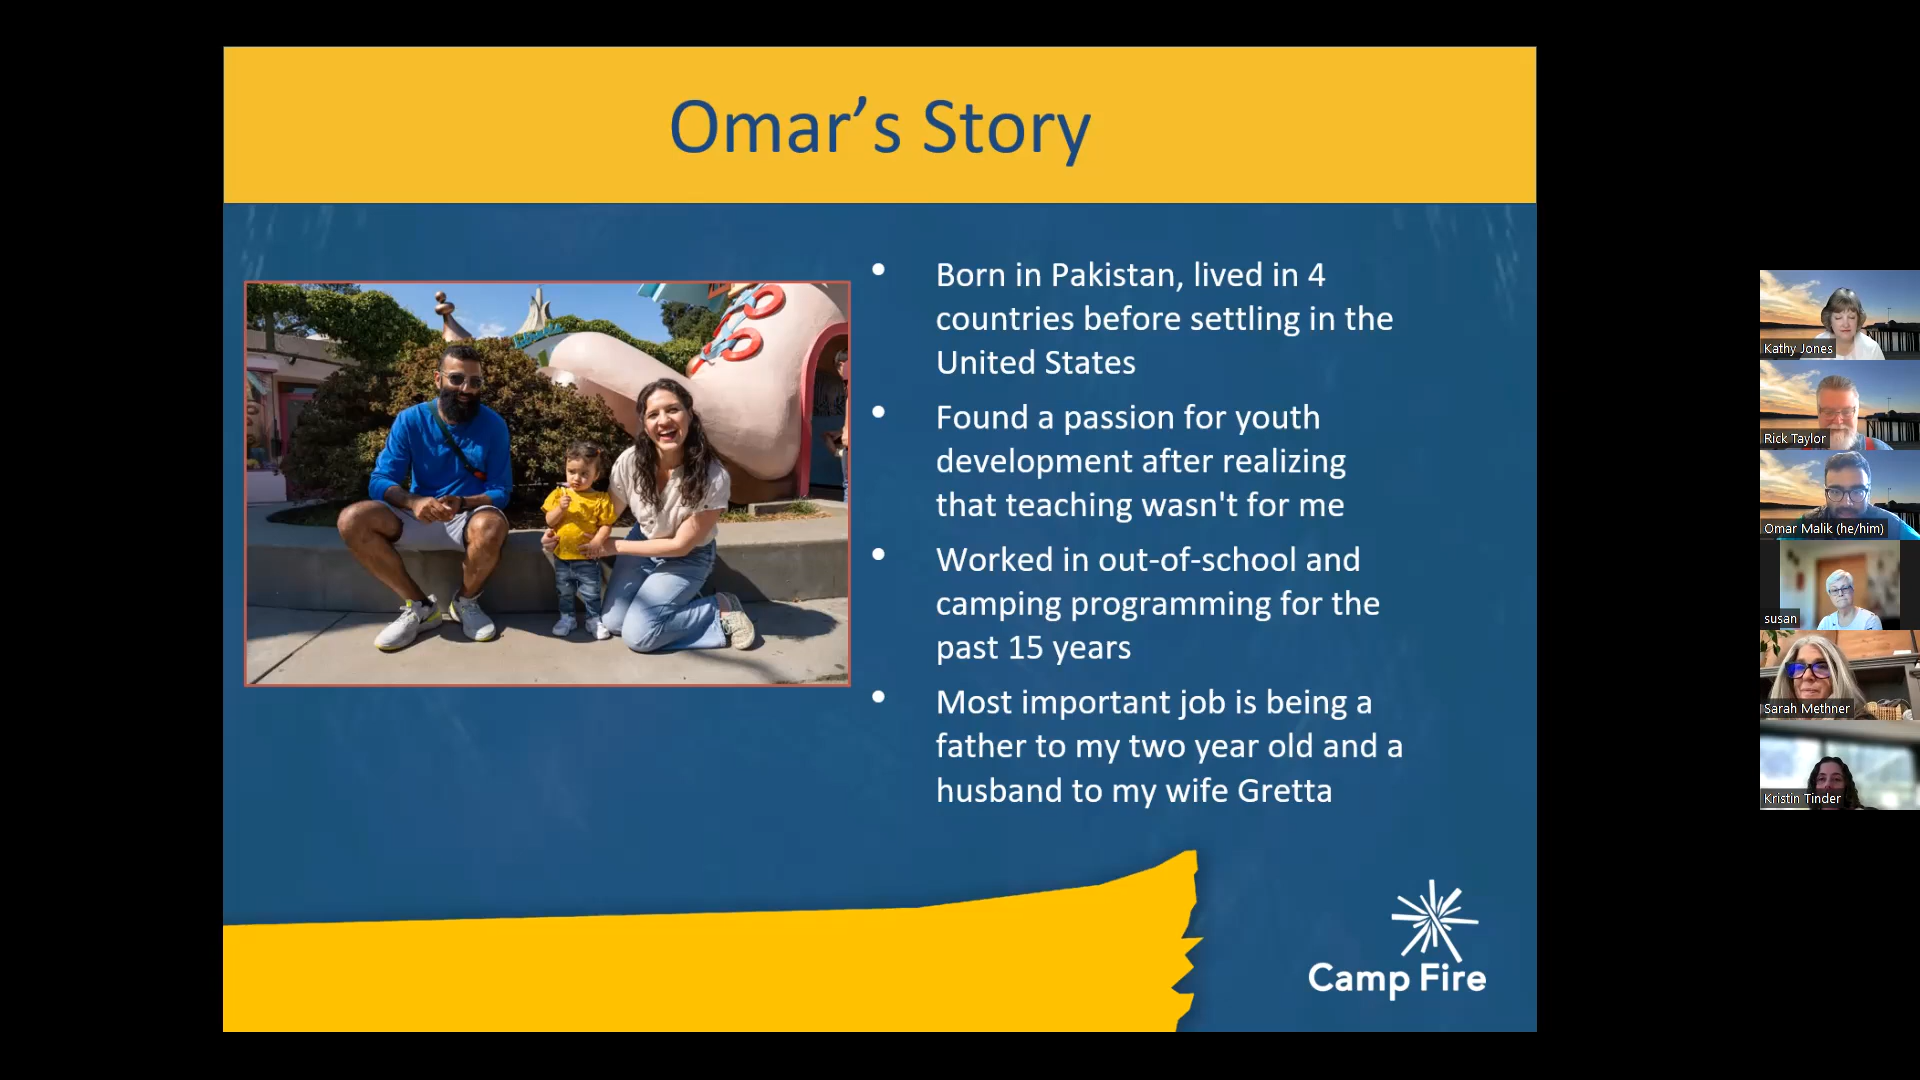 Omar’s Story
Born in Pakistan, lived in 4
countries before settling in the
United States
Found a passion for youth
development after realizing
that teaching wasn't for me
Worked in out-of-school and
camping programming for the
past 15 years
Most important job is being a
father to my two year old and a
husband to my wife Gretta
Camp Fire
Kathy Jones
Rick Taylor
Omar Malik (he/him)
susan
Sarah Methner
Kristin Tinder